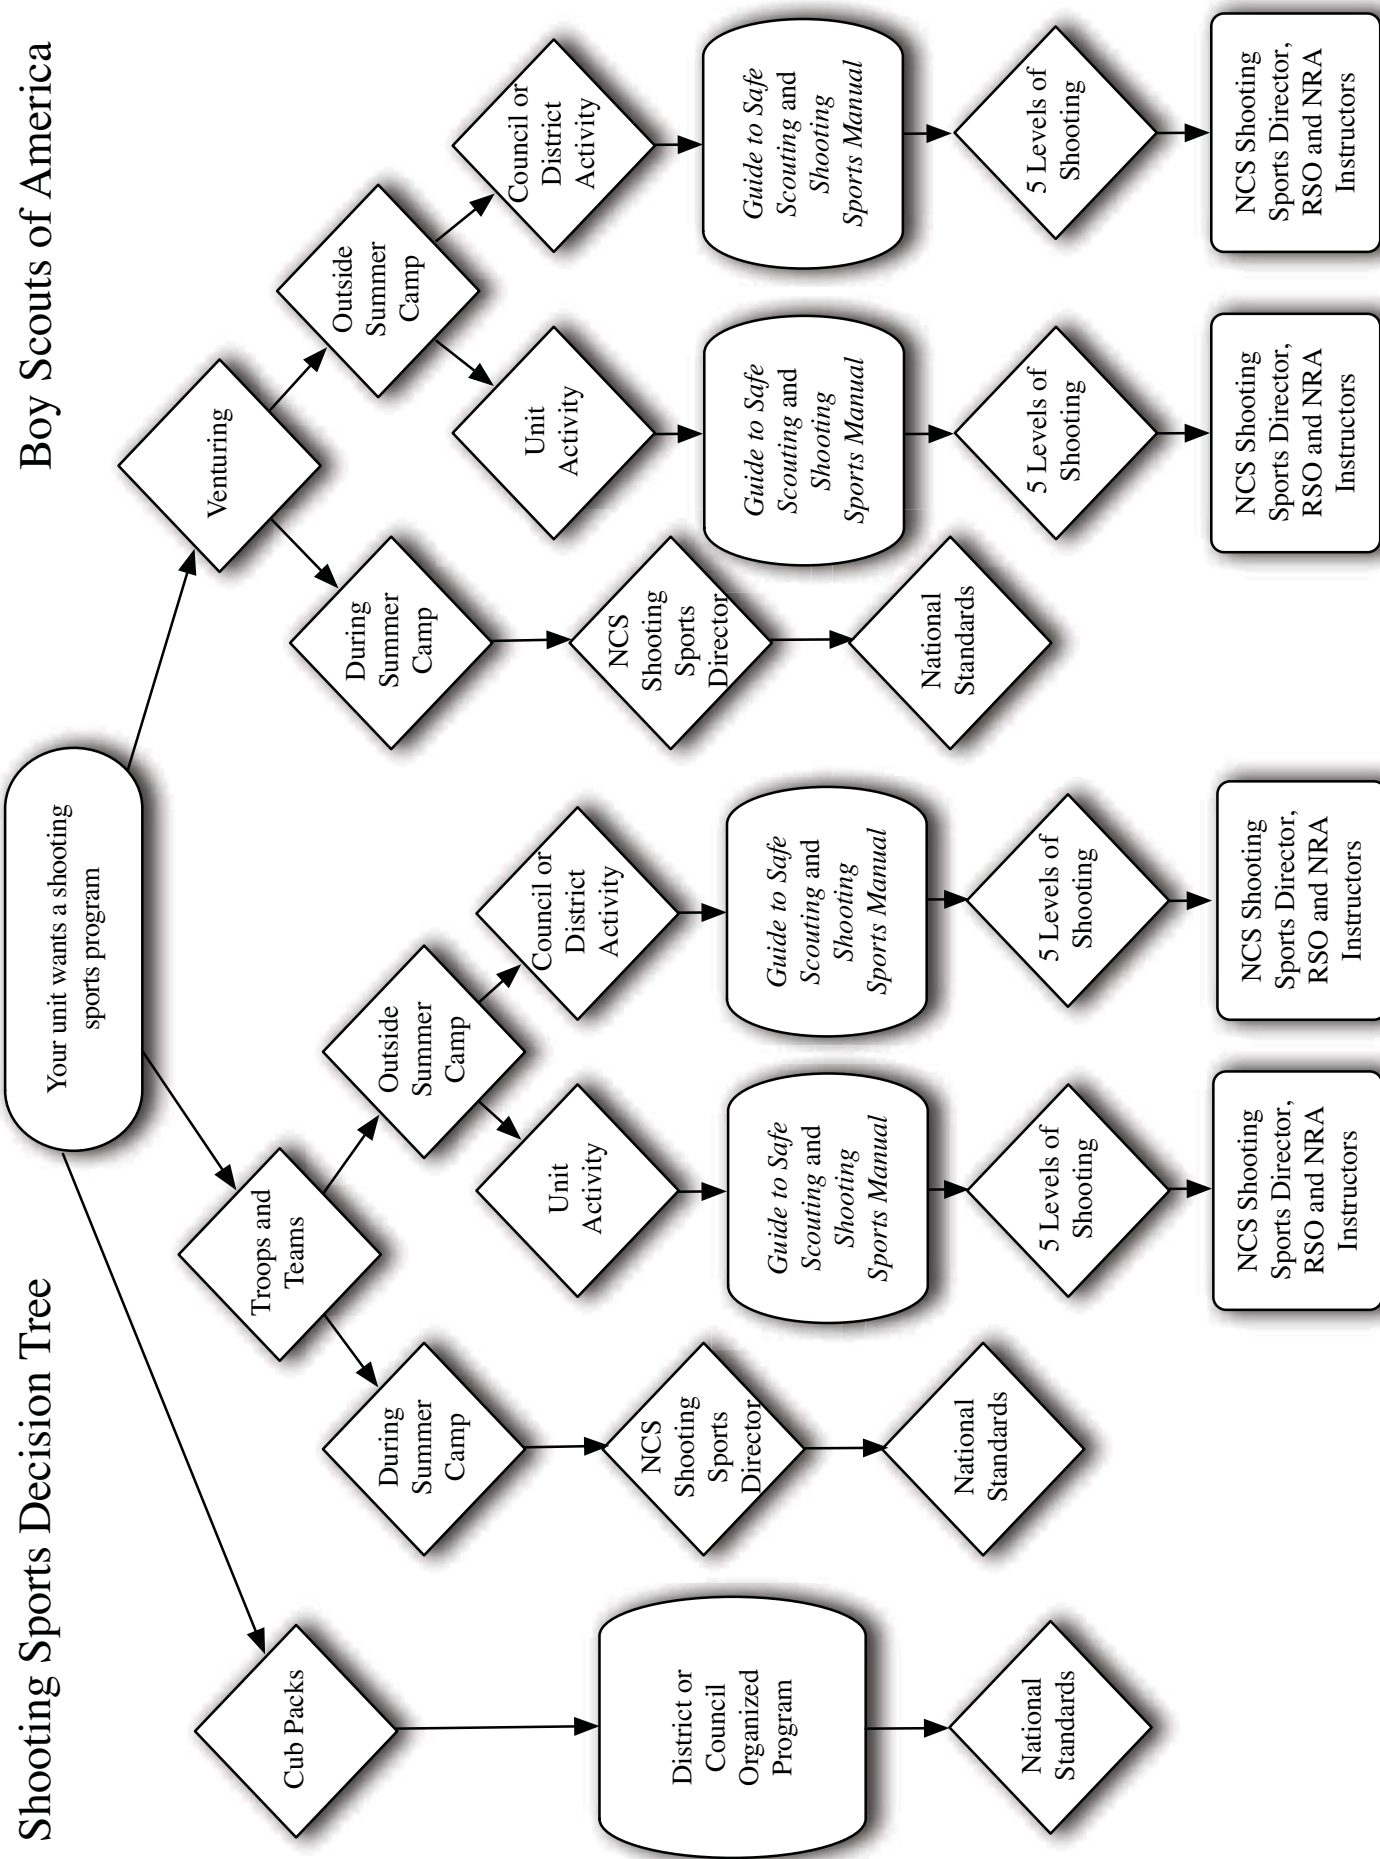 Shooting Sports Decision Tree
Boy Scouts of America
Your unit wants a shooting
sports program
Cub Packs
District or
Council
Organized
Program
National
Standards
Troops and
Teams
During
Summer
Camp
NCS
Shooting
Sports
Director
National
Standards
Outside
Summer
Camp
Unit
Activity
Guide to Safe
Scouting and
Shooting
Sports Manual
5 Levels of
Shooting
NCS Shooting
Sports Director,
RSO and NRA
Instructors
Council or
District
Activity
Guide to Safe
Scouting and
Shooting
Sports Manual
5 Levels of
Shooting
NCS Shooting
Sports Director,
RSO and NRA
Instructors
Venturing
During
Summer
Camp
NCS
Shooting
Sports
Director
National
Standards
Outside
Summer
Camp
Unit
Activity
Guide to Safe
Scouting and
Shooting
Sports Manual
5 Levels of
Shooting
NCS Shooting
Sports Director,
RSO and NRA
Instructors
Council or
District
Activity
Guide to Safe
Scouting and
Shooting
Sports Manual
5 Levels of
Shooting
NCS Shooting
Sports Director,
RSO and NRA
Instructors